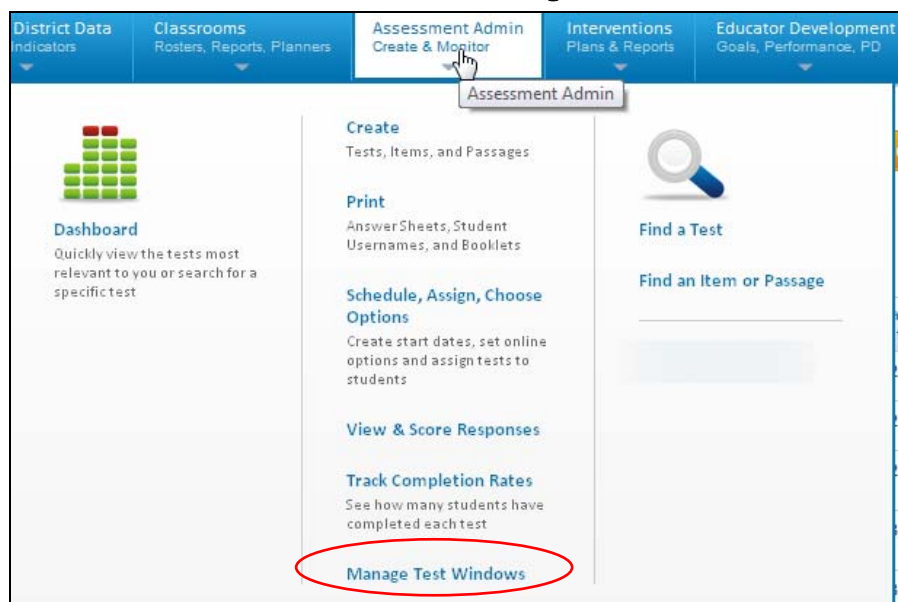 District Data
Indicators
Classrooms
Rosters, Reports, Planners
Assessment Admin
Create & Monitor
Interventions
Plans & Reports
Educator Development
Goals, Performance, PD
Assessment Admin
Dashboard
Quickly view the tests most
relevant to you or search for a
specific test
Create
Tests, Items, and Passages
Print
Answer Sheets, Student
Usernames, and Booklets
Schedule, Assign, Choose
Options
Create start dates, set online
options and assign tests to
students
View & Score Responses
Track Completion Rates
See how many students have
completed each test
Manage Test Windows
Find a Test
Find an Item or Passage